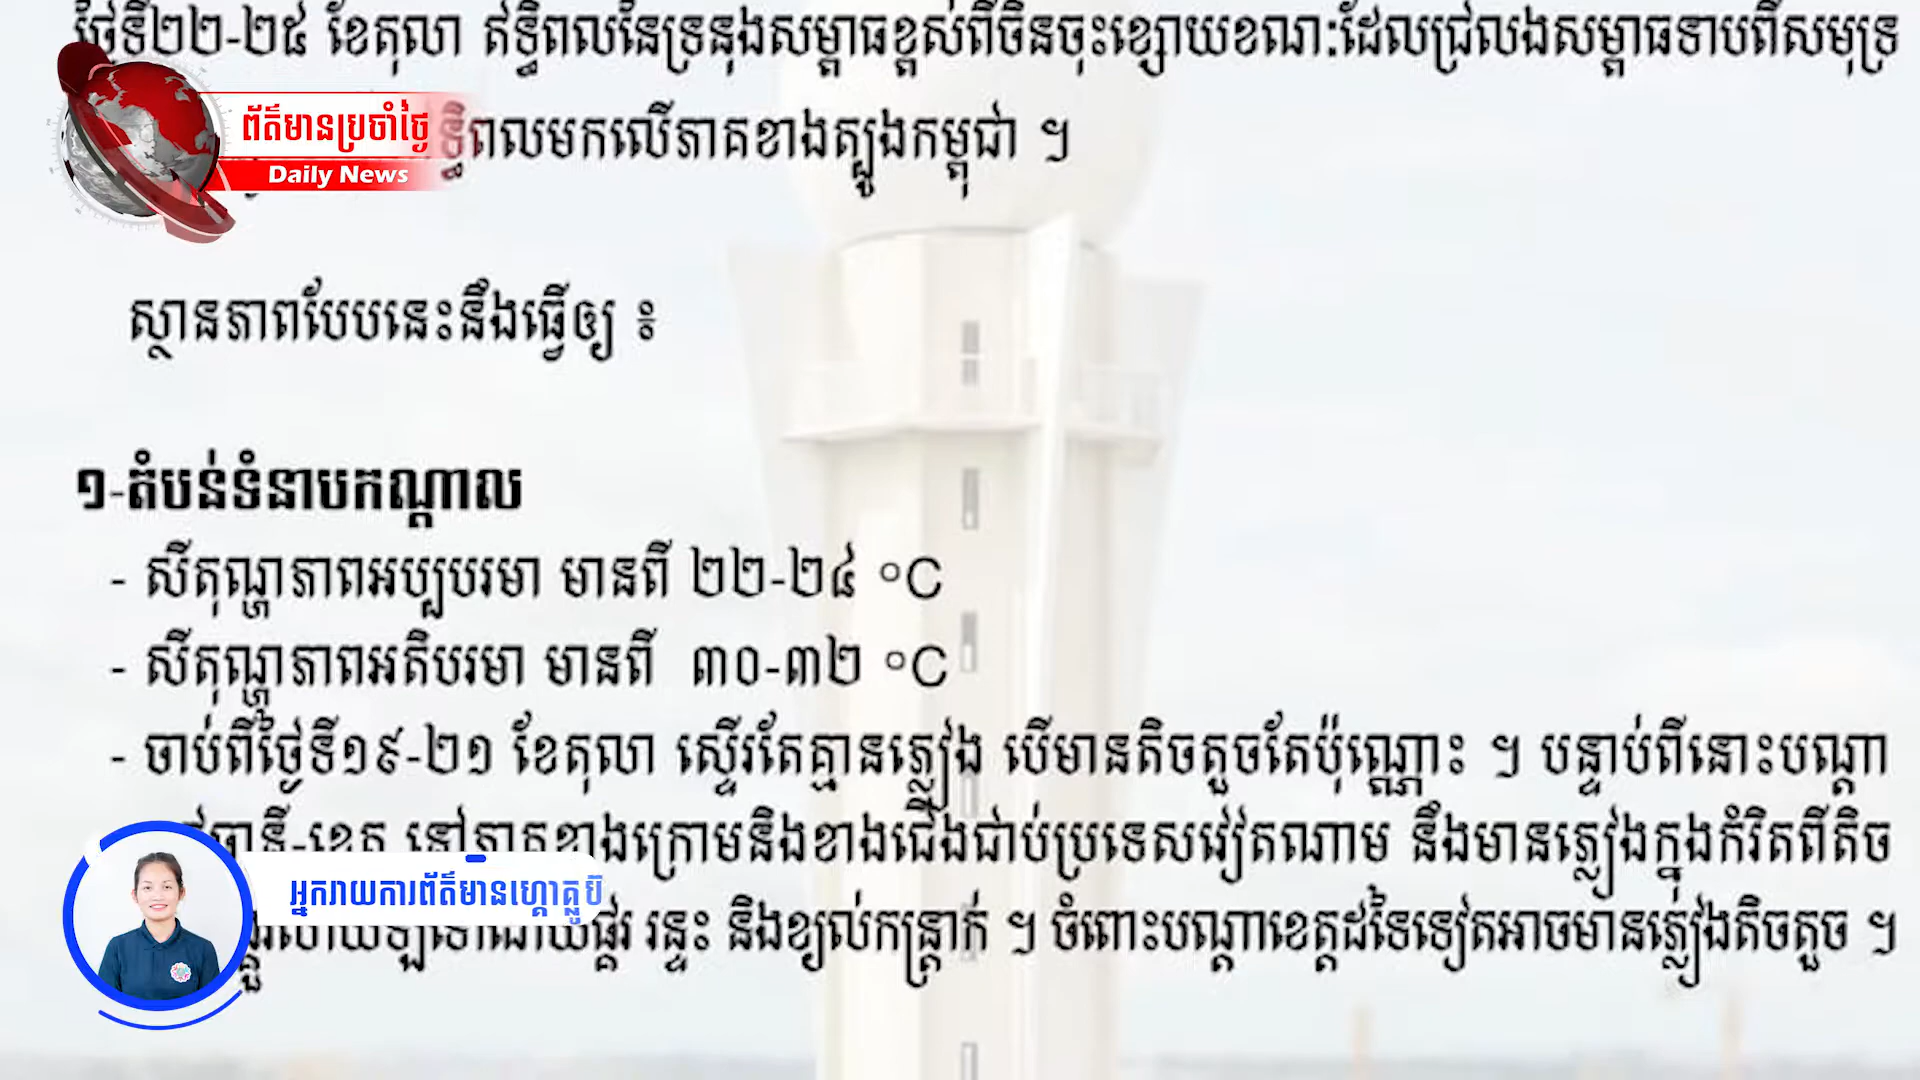 ថ្ងៃទី២២-២៥ ខែតុលា ឥទ្ធិពលនៃទ្រនុងសម្ពាធខ្ពស់ពីចិនចុះខ្សោយខណៈដែលជ្រលងសម្ពាធទាបពីសមុទ្រ
ព័ត៌មានប្រចាំថ្ងៃ
Daily News
ឥទ្ធិពលមកលើភាគខាងត្បូងកម្ពុជា ។
ស្ថានភាពបែបនេះនឹងធ្វើឲ្យ ៖
១-តំបន់ទំនាបកណ្តាល
- សីតុណ្ហភាពអប្បបរមា មានពី ២២-២៤ °C
- សីតុណ្ហភាពអតិបរមា មានពី ៣០-៣២ °C
- ចាប់ពីថ្ងៃទី១៩-២១ ខែតុលា ស្ទើរតែគ្មានភ្លៀង បើមានតិចតួចតែប៉ុណ្ណោះ ។ បន្ទាប់ពីនោះបណ្តា
នៅភាគខាងក្រោមនិងខាងជើងជាប់ប្រទេសវៀតណាម នឹងមានភ្លៀងក្នុងកំរិតពីតិច
អ្នករាយការព័ត៌មានហ្គោគ្លូប៊
ផ្គរ រន្ទះ និងខ្យល់កន្ត្រាក់ ។ ចំពោះបណ្តាខេត្តដទៃទៀតអាចមានភ្លៀងតិចតួច ។